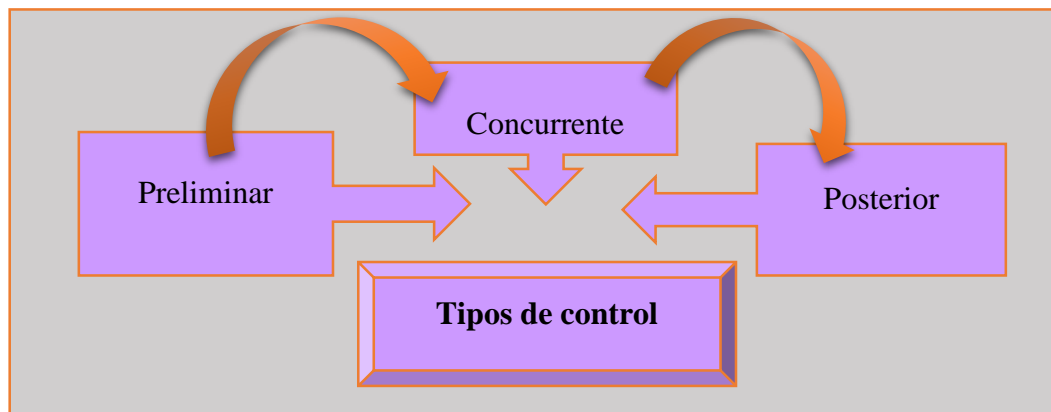 Concurrente
Preliminar
Posterior
Tipos de control